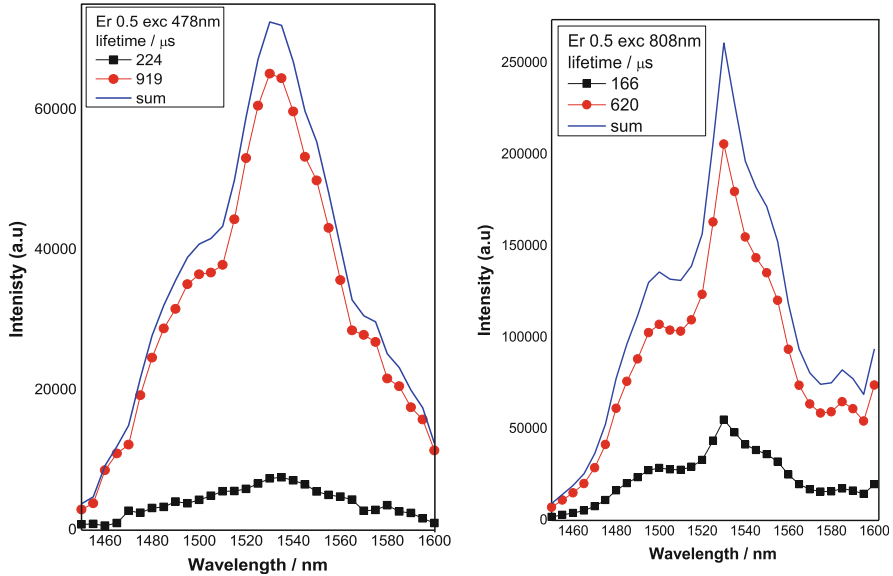 Er 0.5 exc 478nm
lifetime / μs
224
919
sum
60000
40000
20000
0
Intenisty (a.u)
1460 1480 1500 1520 1540 1560 1580 1600
Wavelength / nm
Er 0.5 exc 808nm
lifetime / μs
166
620
sum
250000
200000
150000
100000
50000
0
Intensity (a.u)
1460 1480 1500 1520 1540 1560 1580 1600
Wavelength / nm